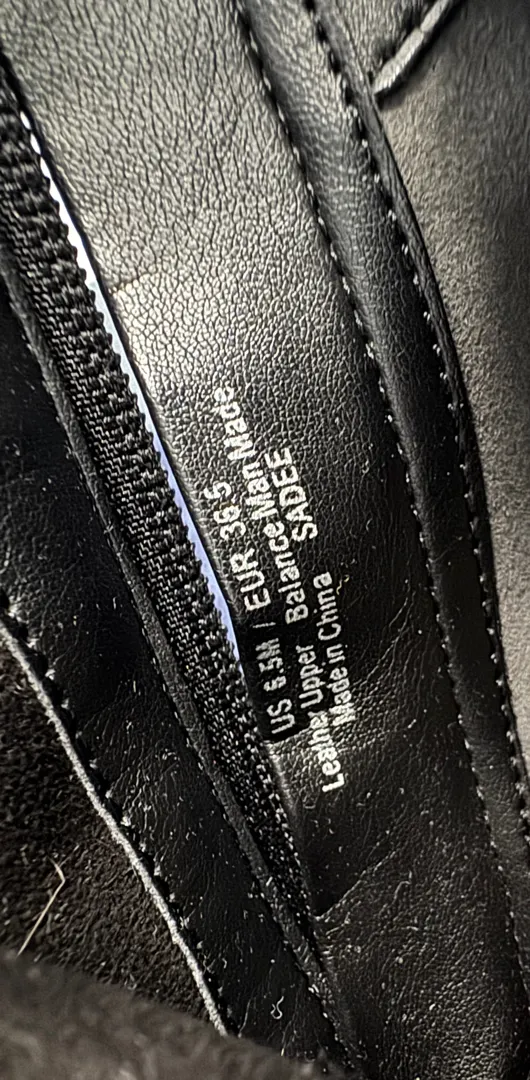 US 6.5M / EUR 36.5
Leather Upper Balance Man Made
Made in China SADEE